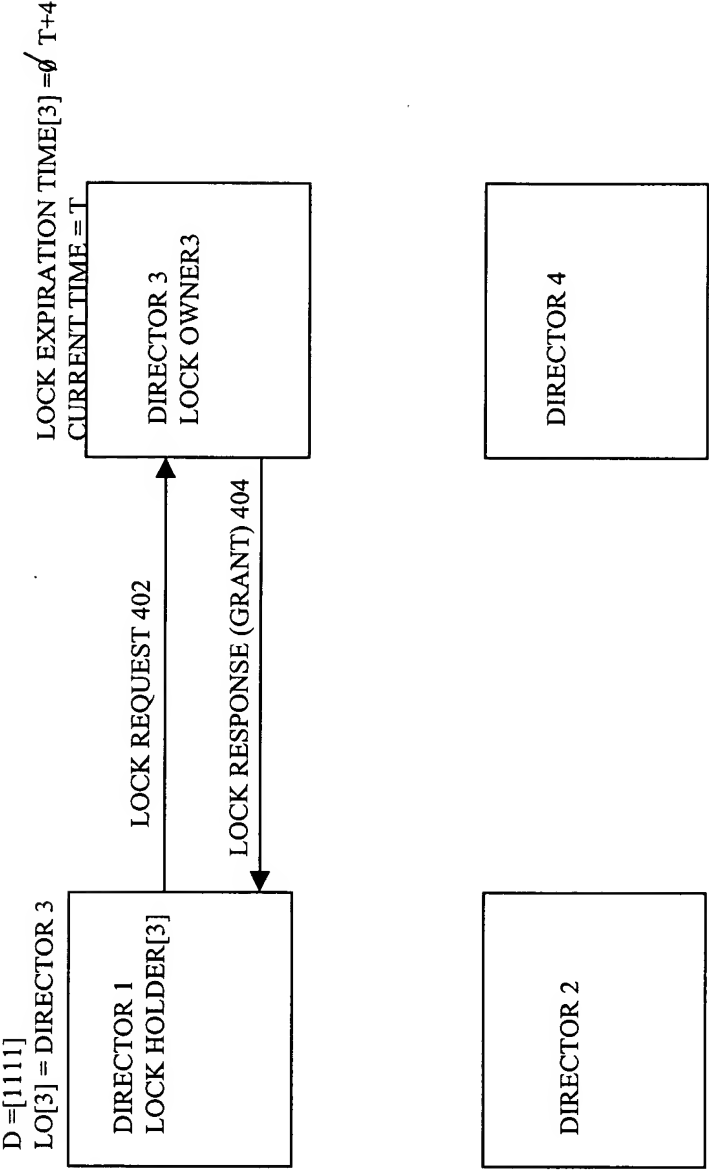 D =[1111]
LO[3] = DIRECTOR 3
DIRECTOR 1
LOCK HOLDER[3]
LOCK REQUEST 402
LOCK RESPONSE (GRANT) 404
LOCK EXPIRATION TIME[3] =0 T+4
CURRENT TIME = T
DIRECTOR 3
LOCK OWNER3
DIRECTOR 2
DIRECTOR 4